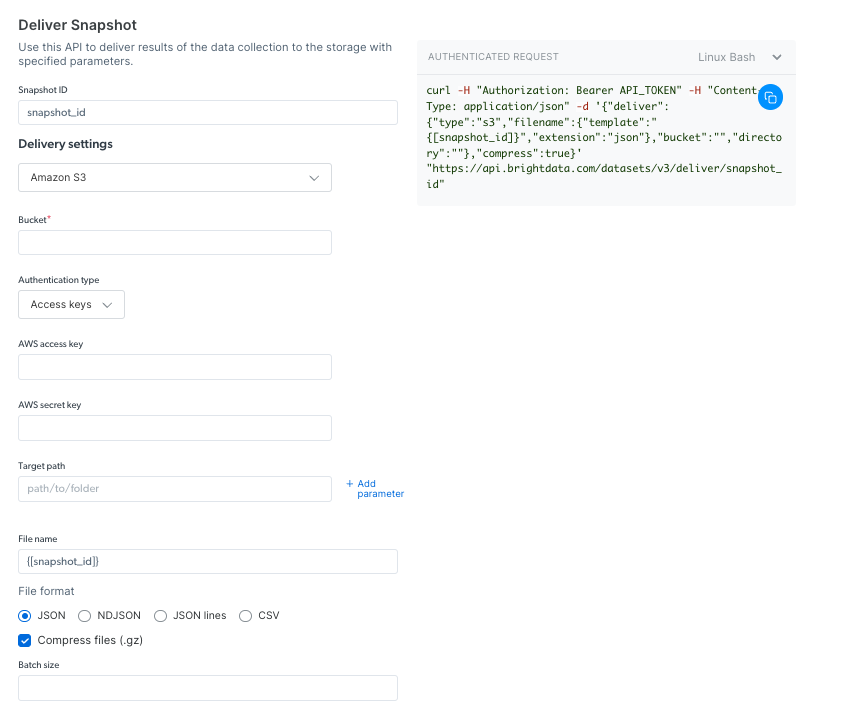 Deliver Snapshot
Use this API to deliver results of the data collection to the storage with
specified parameters.
Snapshot ID
snapshot_id
Delivery settings
Amazon S3
Bucket*
Authentication type
Access keys
AWS access key
AWS secret key
Target path
path/to/folder
+ Add
parameter
File name
{[snapshot_id]}
File format
JSON NDJSON JSON lines CSV
Compress files (.gz)
Batch size
AUTHENTICATED REQUEST Linux Bash
curl -H "Authorization: Bearer API_TOKEN" -H "Content-
Type: application/json" -d '{"deliver":
{"type":"s3","filename":{"template":"
{[snapshot_id]}","extension":"json"},"bucket":"","directo
ry":""},"compress":true}'
"https://api.brightdata.com/datasets/v3/deliver/snapshot_
id"